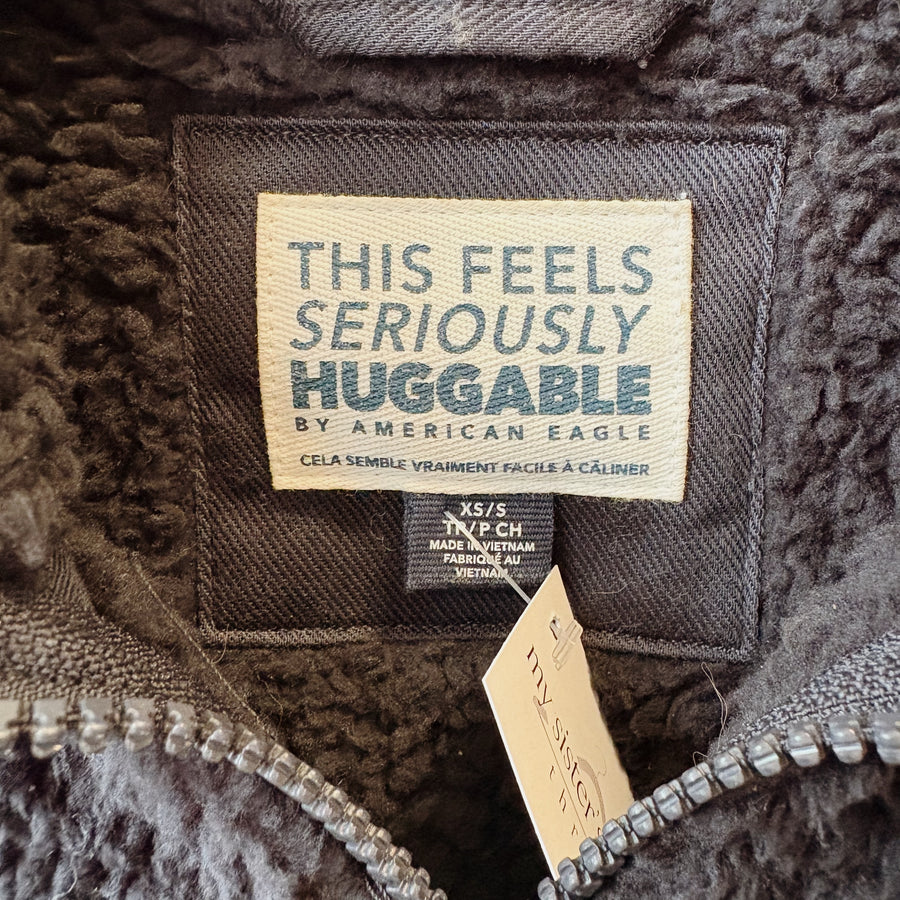 THIS FEELS
SERIOUSLY
HUGGABLE
BY AMERICAN EAGLE
CELA SEMBLE VRAIMENT FACILE À CÂLINER
XS/S
TP/P CH
MADE IN VIETNAM
FABRIQUÉ AU
VIETNAM
my sister's